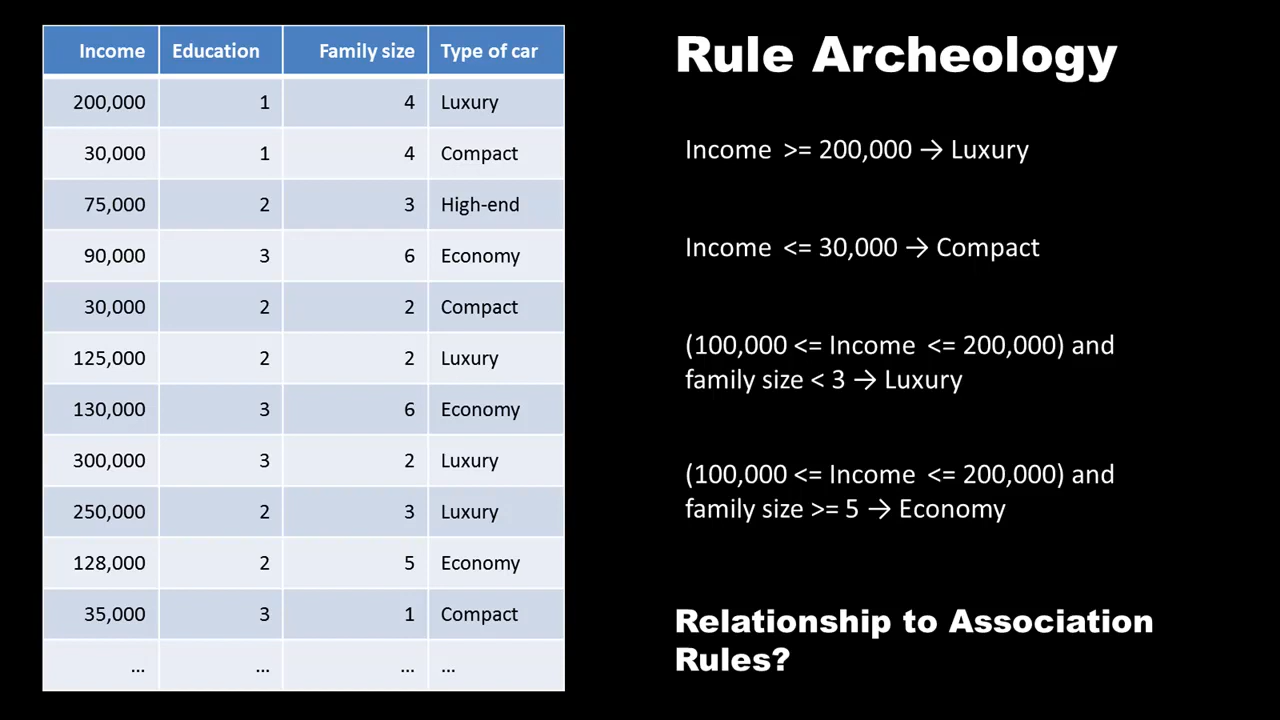 Income Education Family size Type of car
200,000 1 4 Luxury
30,000 1 4 Compact
75,000 2 3 High-end
90,000 3 6 Economy
30,000 2 2 Compact
125,000 2 2 Luxury
130,000 3 6 Economy
300,000 3 2 Luxury
250,000 2 3 Luxury
128,000 2 5 Economy
35,000 3 1 Compact
... ... ... ...
Rule Archeology
Income >= 200,000 → Luxury
Income <= 30,000 → Compact
(100,000 <= Income <= 200,000) and
family size < 3 → Luxury
(100,000 <= Income <= 200,000) and
family size >= 5 → Economy
Relationship to Association
Rules?